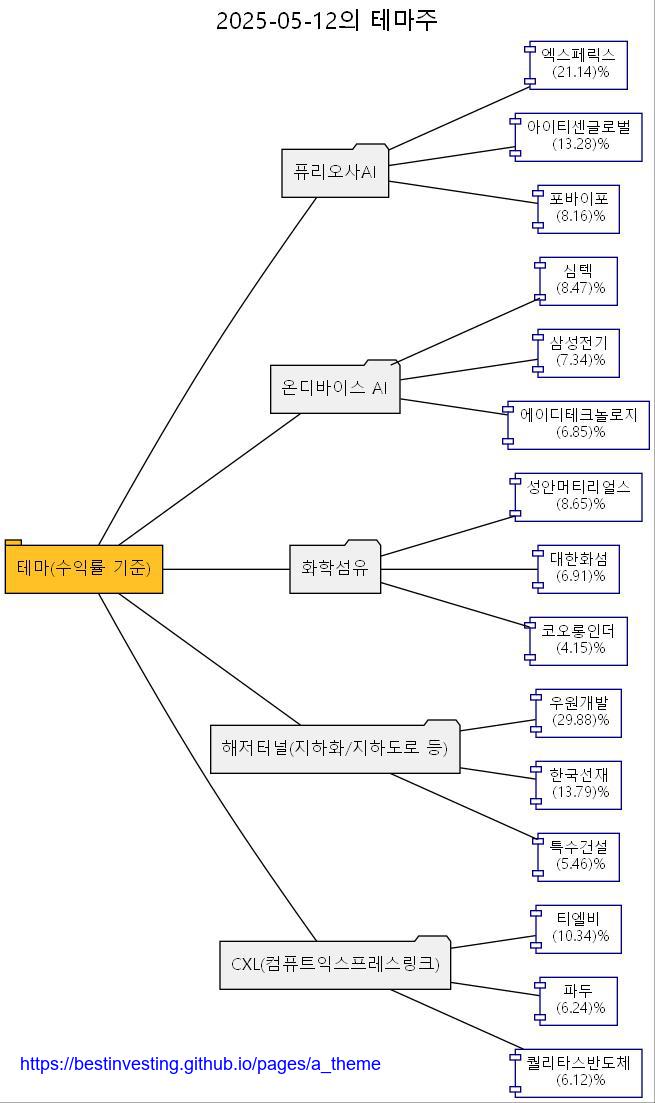 2025-05-12의 테마주
엑스페릭스
(21.14)%
아이티센글로벌
(13.28)%
퓨리오사AI
포바이포
(8.16)%
심텍
(8.47)%
삼성전기
(7.34)%
온디바이스 AI
에이디테크놀로지
(6.85)%
성안머티리얼스
(8.65)%
테마(수익률 기준)
화학섬유
대한화섬
(6.91)%
코오롱인더
(4.15)%
우원개발
(29.88)%
해저터널(지하화/지하도로 등)
한국선재
(13.79)%
특수건설
(5.46)%
티엘비
(10.34)%
CXL(컴퓨트익스프레스링크)
파두
(6.24)%
퀄리타스반도체
(6.12)%
https://bestinvesting.github.io/pages/a_theme